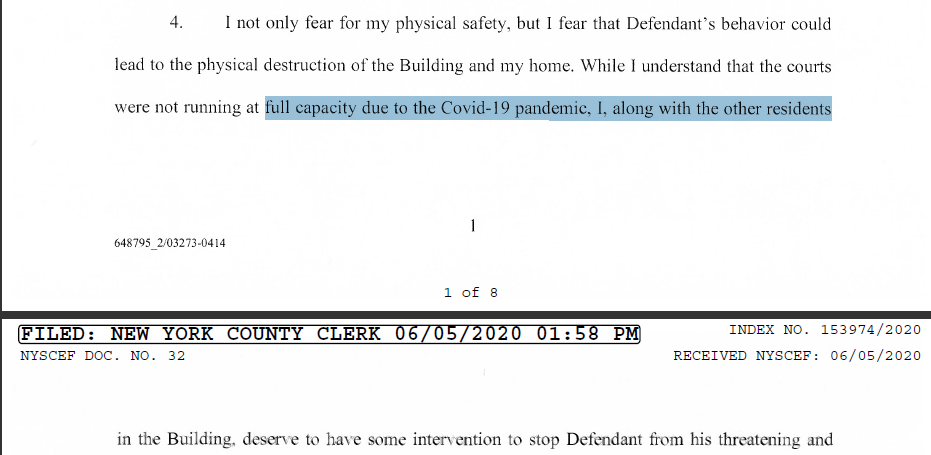 4. I not only fear for my physical safety, but I fear that Defendant's behavior could
lead to the physical destruction of the Building and my home. While I understand that the courts
were not running at full capacity due to the Covid-19 pandemic, I, along with the other residents
1
648795_2/03273-0414
1 of 8
FILED: NEW YORK COUNTY CLERK 06/05/2020 01:58 PM
INDEX NO. 153974/2020
NYSCEF DOC. NO. 32
RECEIVED NYSCEF: 06/05/2020
in the Building, deserve to have some intervention to stop Defendant from his threatening and